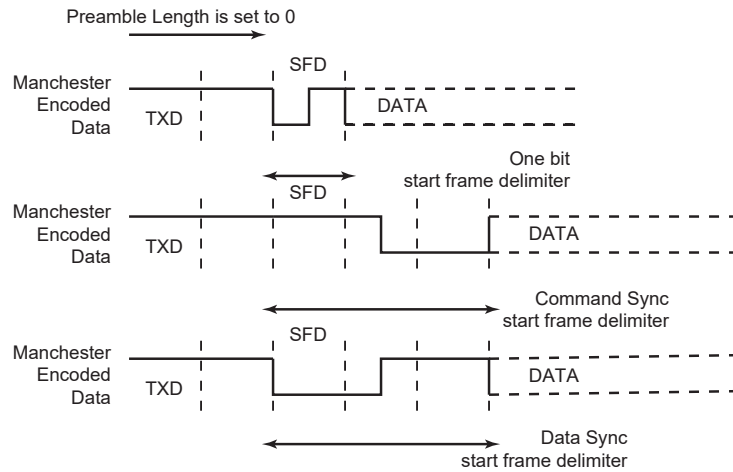 Preamble Length is set to 0
SFD
Manchester
Encoded
Data
TXD
DATA
One bit
start frame delimiter
SFD
Manchester
Encoded
Data
TXD
DATA
Command Sync
start frame delimiter
SFD
Manchester
Encoded
Data
TXD
DATA
Data Sync
start frame delimiter